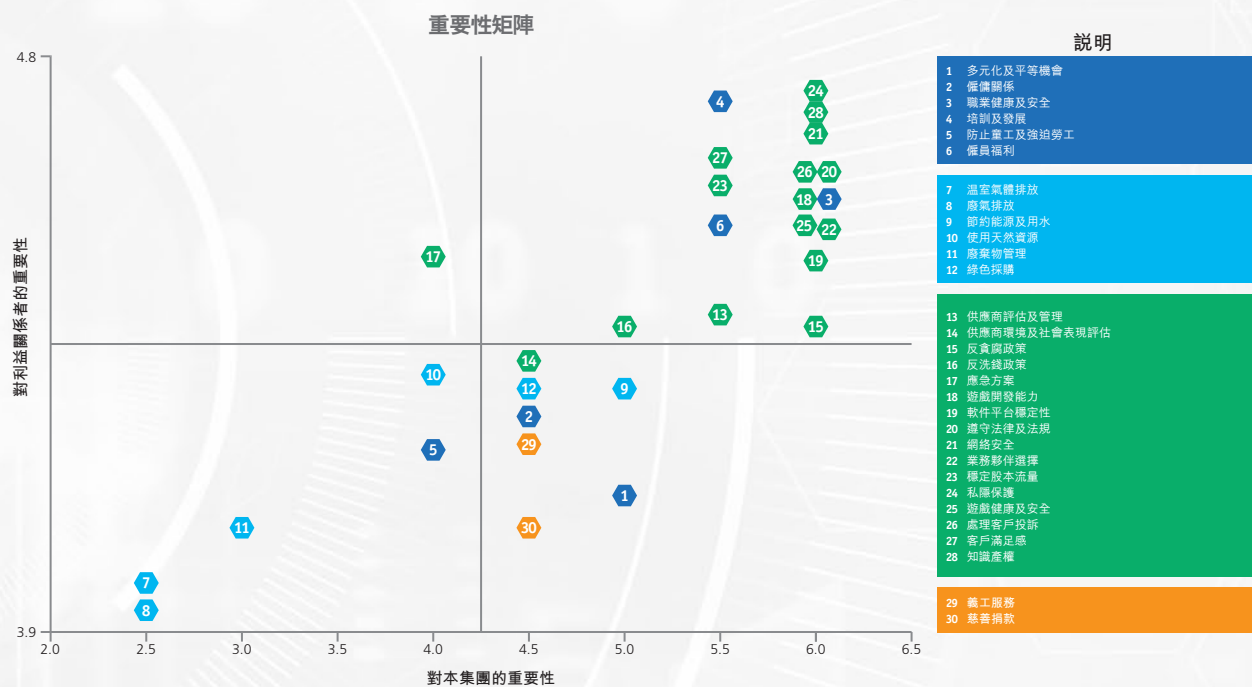 重要性矩陣
説明
4.8
對利益關係者的重要性
3.9
4
24
28
21
27
26
20
23
18
3
6
25
22
17
19
13
16
15
14
10
12
9
2
29
5
1
11
30
7
8
2.0 2.5 3.0 3.5 4.0 4.5 5.0 5.5 6.0 6.5
對本集團的重要性
1 多元化及平等機會
2 僱傭關係
3 職業健康及安全
4 培訓及發展
5 防止童工及強迫勞工
6 僱員福利
7 溫室氣體排放
8 廢氣排放
9 節約能源及用水
10 使用天然資源
11 廢棄物管理
12 綠色採購
13 供應商評估及管理
14 供應商環境及社會表現評估
15 反貪腐政策
16 反洗錢政策
17 應急方案
18 遊戲開發能力
19 軟件平台穩定性
20 遵守法律及法規
21 網絡安全
22 業務夥伴選擇
23 穩定股本流量
24 私隱保護
25 遊戲健康及安全
26 處理客戶投訴
27 客戶滿足感
28 知識產權
29 義工服務
30 慈善捐款